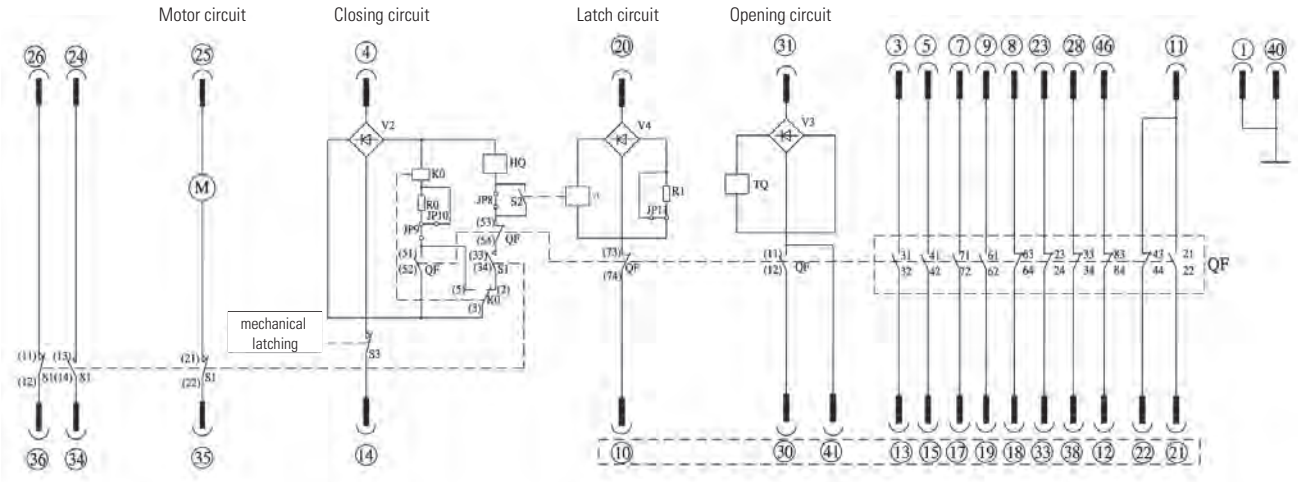 Motor circuit Closing circuit Latch circuit Opening circuit
26 24 25 4 20 31 3 5 7 9 8 23 28 46 11 1 40
V2 V4 V3
M
K0 HQ
R0 JP8 S2 R1 TQ
JP10 JP11
JP9 (53)
(54) QF
(51) (33) (73) (11) 31 41 71 61 63 23 33 83 43 21
(52) QF (34) S1 QF (12) QF 32 42 72 62 64 24 34 84 44 22 QF
(74)
(5) (2)
(3) K0
mechanical
latching
S3
(11) (13) (21)
(12) S1 (14) S1 (22) S1
36 34 35 14 10 30 41 13 15 17 19 18 33 38 12 22 21